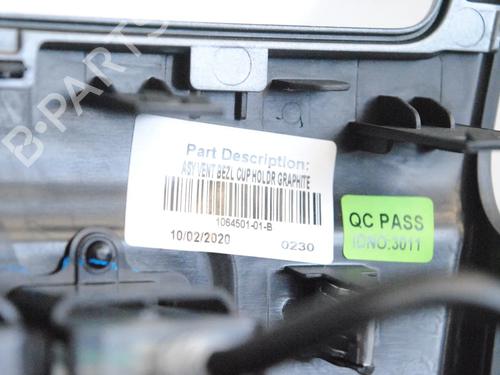 B-PARTS
Part Description:
ASY VENT BEZL CUP HOLDR GRAPHITE
1064501-01-B
10/02/2020
0230
QC PASS
IDNO:3011